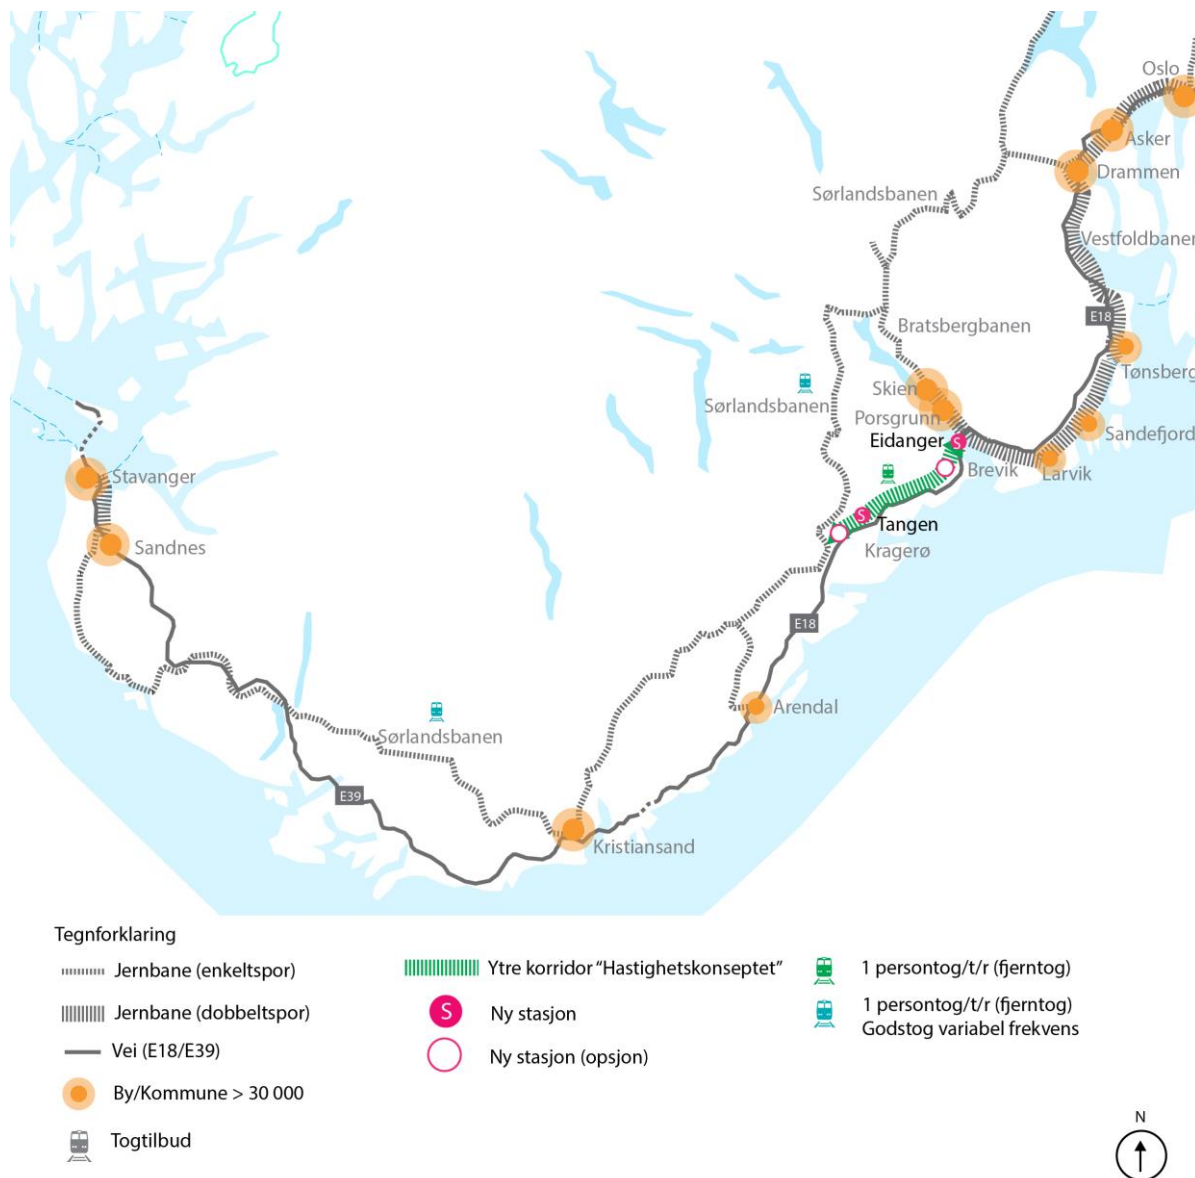 Oslo
Asker
Drammen
Sørlandsbanen
Vestfoldbanen
E18
Bratsbergbanen
Tønsberg
Skien
Sørlandsbanen
Porsgrunn
Sandefjord
Eidanger
S
Brevik
Larvik
Stavanger
S
Tangen
Sandnes
Kragerø
E18
Arendal
Sørlandsbanen
E39
Kristiansand
Tegnforklaring
Jernbane (enkeltspor)
Jernbane (dobbeltspor)
Vei (E18/E39)
By/Kommune > 30 000
Togtilbud
Ytre korridor “Hastighetskonseptet”
S
Ny stasjon
Ny stasjon (opsjon)
1 persontog/t/r (fjerntog)
1 persontog/t/r (fjerntog)
Godstog variabel frekvens
N